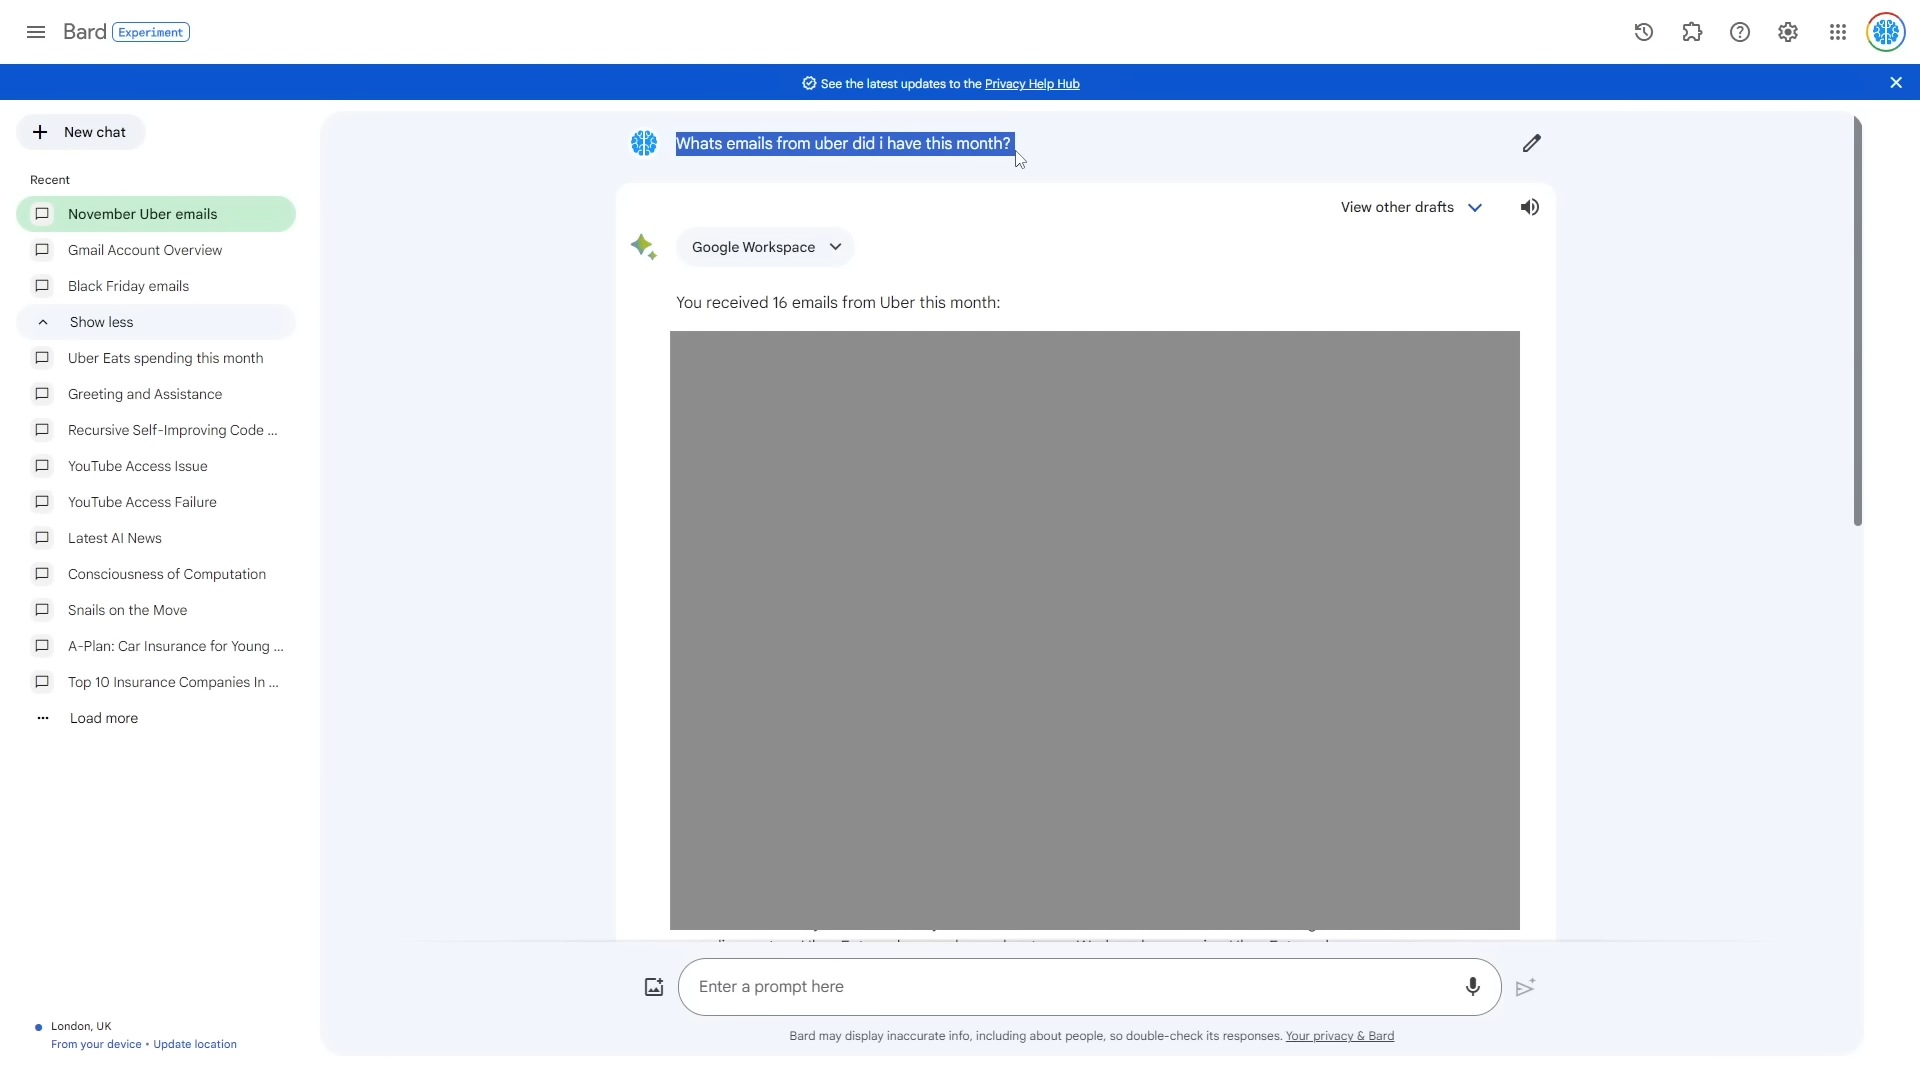 Bard Experiment
See the latest updates to the Privacy Help Hub
New chat
Recent
November Uber emails
Gmail Account Overview
Black Friday emails
Show less
Uber Eats spending this month
Greeting and Assistance
Recursive Self-Improving Code ...
YouTube Access Issue
YouTube Access Failure
Latest AI News
Consciousness of Computation
Snails on the Move
A-Plan: Car Insurance for Young ...
Top 10 Insurance Companies In ...
Load more
London, UK
From your device • Update location
Whats emails from uber did i have this month?
View other drafts
Google Workspace
You received 16 emails from Uber this month:
Enter a prompt here
Bard may display inaccurate info, including about people, so double-check its responses. Your privacy & Bard